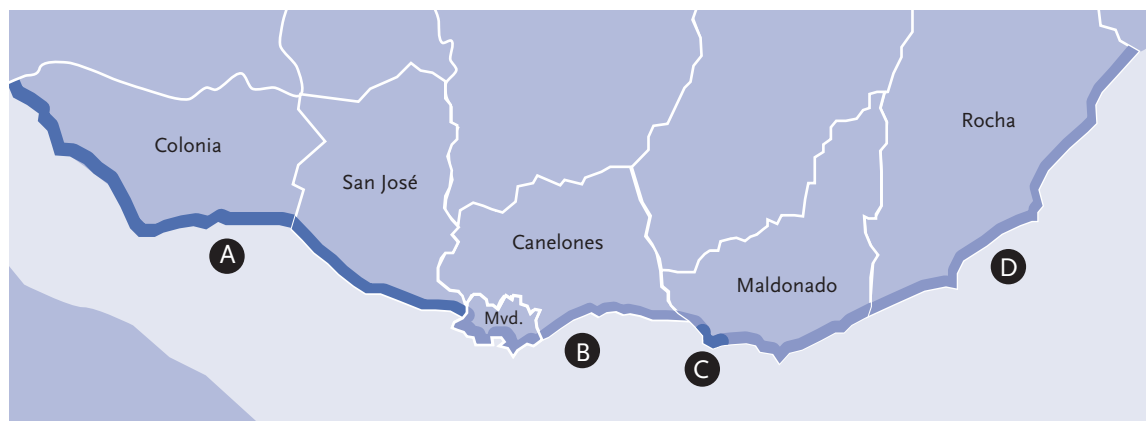 Rocha
Colonia
San José
Canelones
A
D
Maldonado
Mvd.
B
C